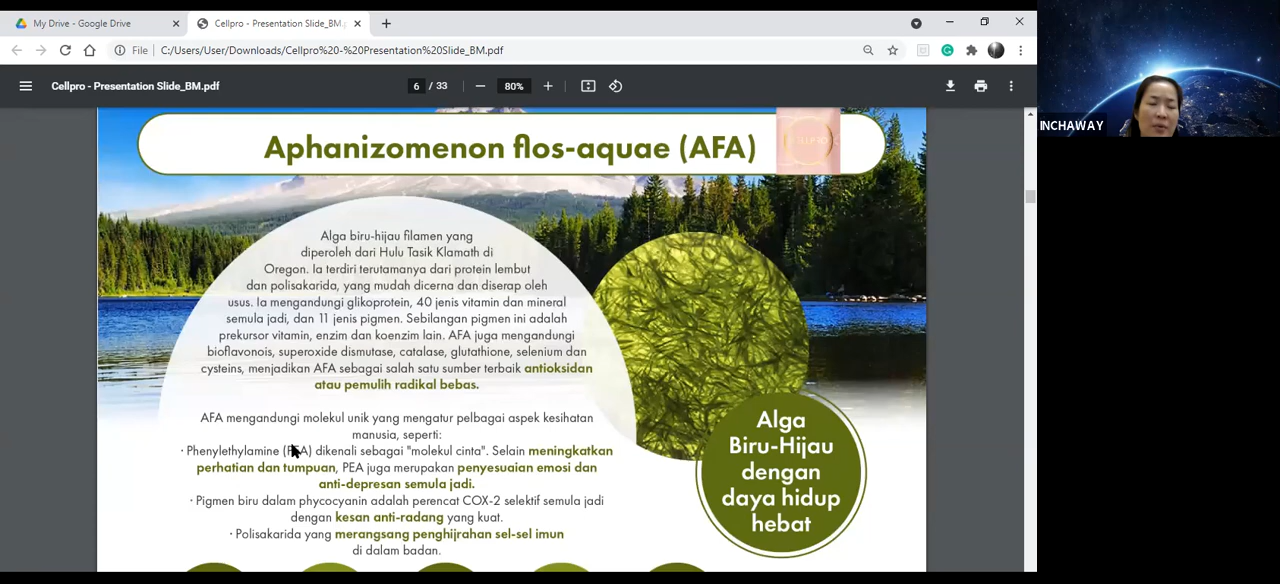 My Drive - Google Drive
Cellpro - Presentation Slide_BM.p
File
C:/Users/User/Downloads/Cellpro%20-%20Presentation%20Slide_BM.pdf
Cellpro - Presentation Slide_BM.pdf
6 / 33
80%
INCHAWAY
Aphanizomenon flos-aquae (AFA)
Alga biru-hijau filamen yang
diperoleh dari Hulu Tasik Klamath di
Oregon. Ia terdiri terutamanya dari protein lembut
dan polisakarida, yang mudah dicerna dan diserap oleh
usus. Ia mengandungi glikoprotein, 40 jenis vitamin dan mineral
semula jadi, dan 11 jenis pigmen. Sebilangan pigmen ini adalah
prekursor vitamin, enzim dan koenzim lain. AFA juga mengandungi
bioflavonois, superoxide dismutase, catalase, glutathione, selenium dan
cysteins, menjadikan AFA sebagai salah satu sumber terbaik antioksidan
atau pemulih radikal bebas.
AFA mengandungi molekul unik yang mengatur pelbagai aspek kesihatan
manusia, seperti:
· Phenylethylamine (PEA) dikenali sebagai "molekul cinta". Selain meningkatkan
perhatian dan tumpuan, PEA juga merupakan penyesuaian emosi dan
anti-depresan semula jadi.
· Pigmen biru dalam phycocyanin adalah perencat COX-2 selektif semula jadi
dengan kesan anti-radang yang kuat.
· Polisakarida yang merangsang penghijrahan sel-sel imun
di dalam badan.
Alga
Biru-Hijau
dengan
daya hidup
hebat